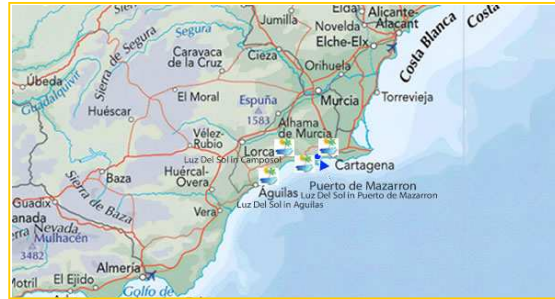 Jumilla
Elda
Alicante-
Alacant
Novelda
Elche-Elx
Costa Blanca
Costa
Sierra de Segura
Segura
Caravaca
de la Cruz
Cieza
Orihuela
Úbeda
Guadalquivir
El Moral
Huéscar
Espuña
1583
Murcia
Torrevieja
Alhama
de Murcia
Vélez-
Rubio
Lorca
Luz Del Sol in Camposol
Cartagena
Baza
Huércal-
Overa
Puerto de Mazarron
Águilas
Luz Del Sol in Puerto de Mazarron
Luz Del Sol in Aguilas
Guadix
Sierra de Baza
Vera
anada
Nevada
Mulhacén
3482
Almería
Motril
El Ejido
Golfo de